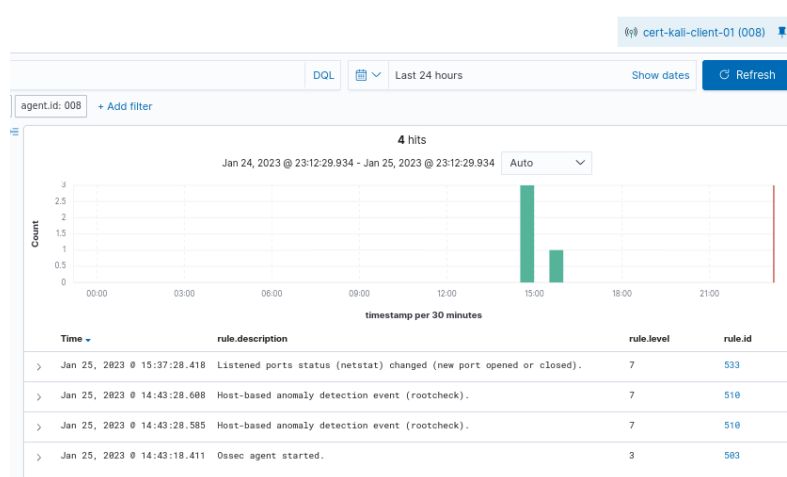 cert-kali-client-01 (008)
DQL Last 24 hours Show dates Refresh
agent.id: 008 + Add filter
4 hits
Jan 24, 2023 @ 23:12:29.934 - Jan 25, 2023 @ 23:12:29.934 Auto
3
2.5
2
1.5
1
0.5
0
Count
00:00 03:00 06:00 09:00 12:00 15:00 18:00 21:00
timestamp per 30 minutes
Time rule.description rule.level rule.id
Jan 25, 2023 @ 15:37:28.418 Listened ports status (netstat) changed (new port opened or closed). 7 533
Jan 25, 2023 @ 14:43:28.608 Host-based anomaly detection event (rootcheck). 7 510
Jan 25, 2023 @ 14:43:28.585 Host-based anomaly detection event (rootcheck). 7 510
Jan 25, 2023 @ 14:43:18.411 Ossec agent started. 3 503